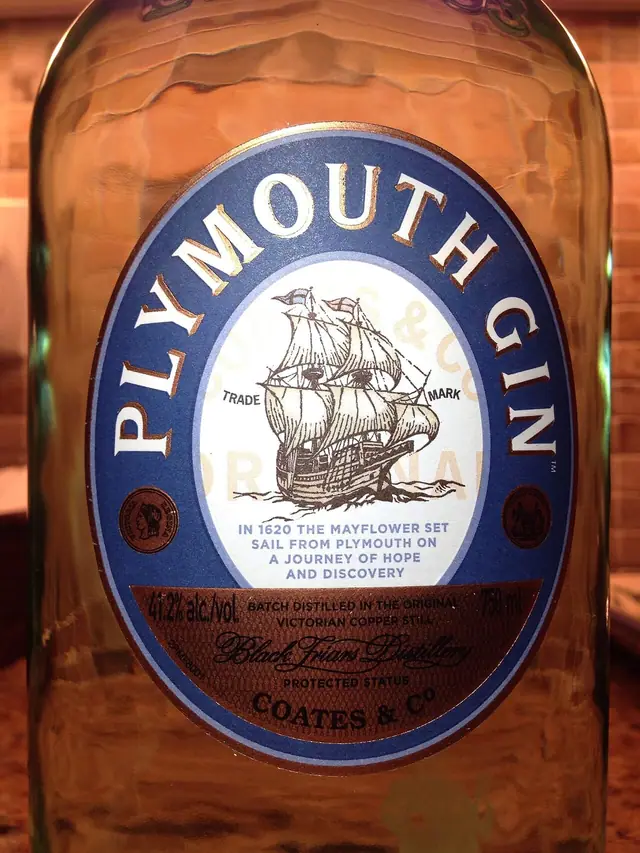 PLYMOUTH GIN
TM
TRADE MARK
IN 1620 THE MAYFLOWER SET
SAIL FROM PLYMOUTH ON
A JOURNEY OF HOPE
AND DISCOVERY
41.2% alc./vol. 750 ml
BATCH DISTILLED IN THE ORIGINAL
VICTORIAN COPPER STILL
Black Friars Distillery
PROTECTED STATUS
COATES & Co